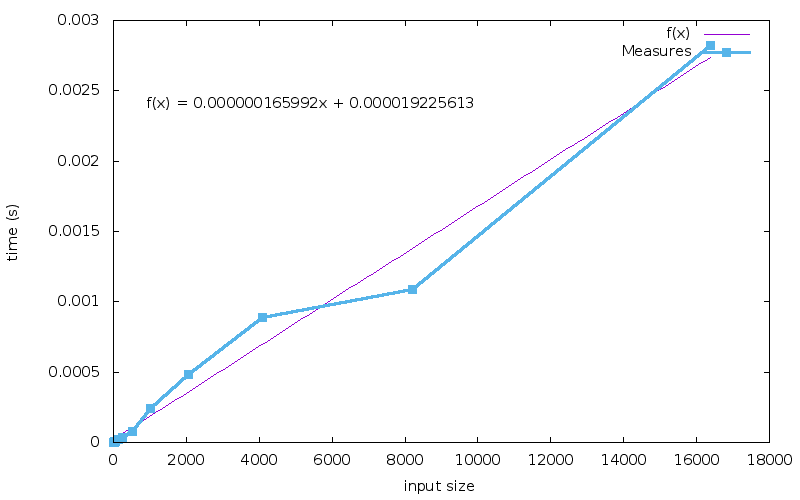 0.003
0.0025
0.002
0.0015
0.001
0.0005
0
time (s)
f(x)
Measures
f(x) = 0.000000165992x + 0.000019225613
0 2000 4000 6000 8000 10000 12000 14000 16000 18000
input size